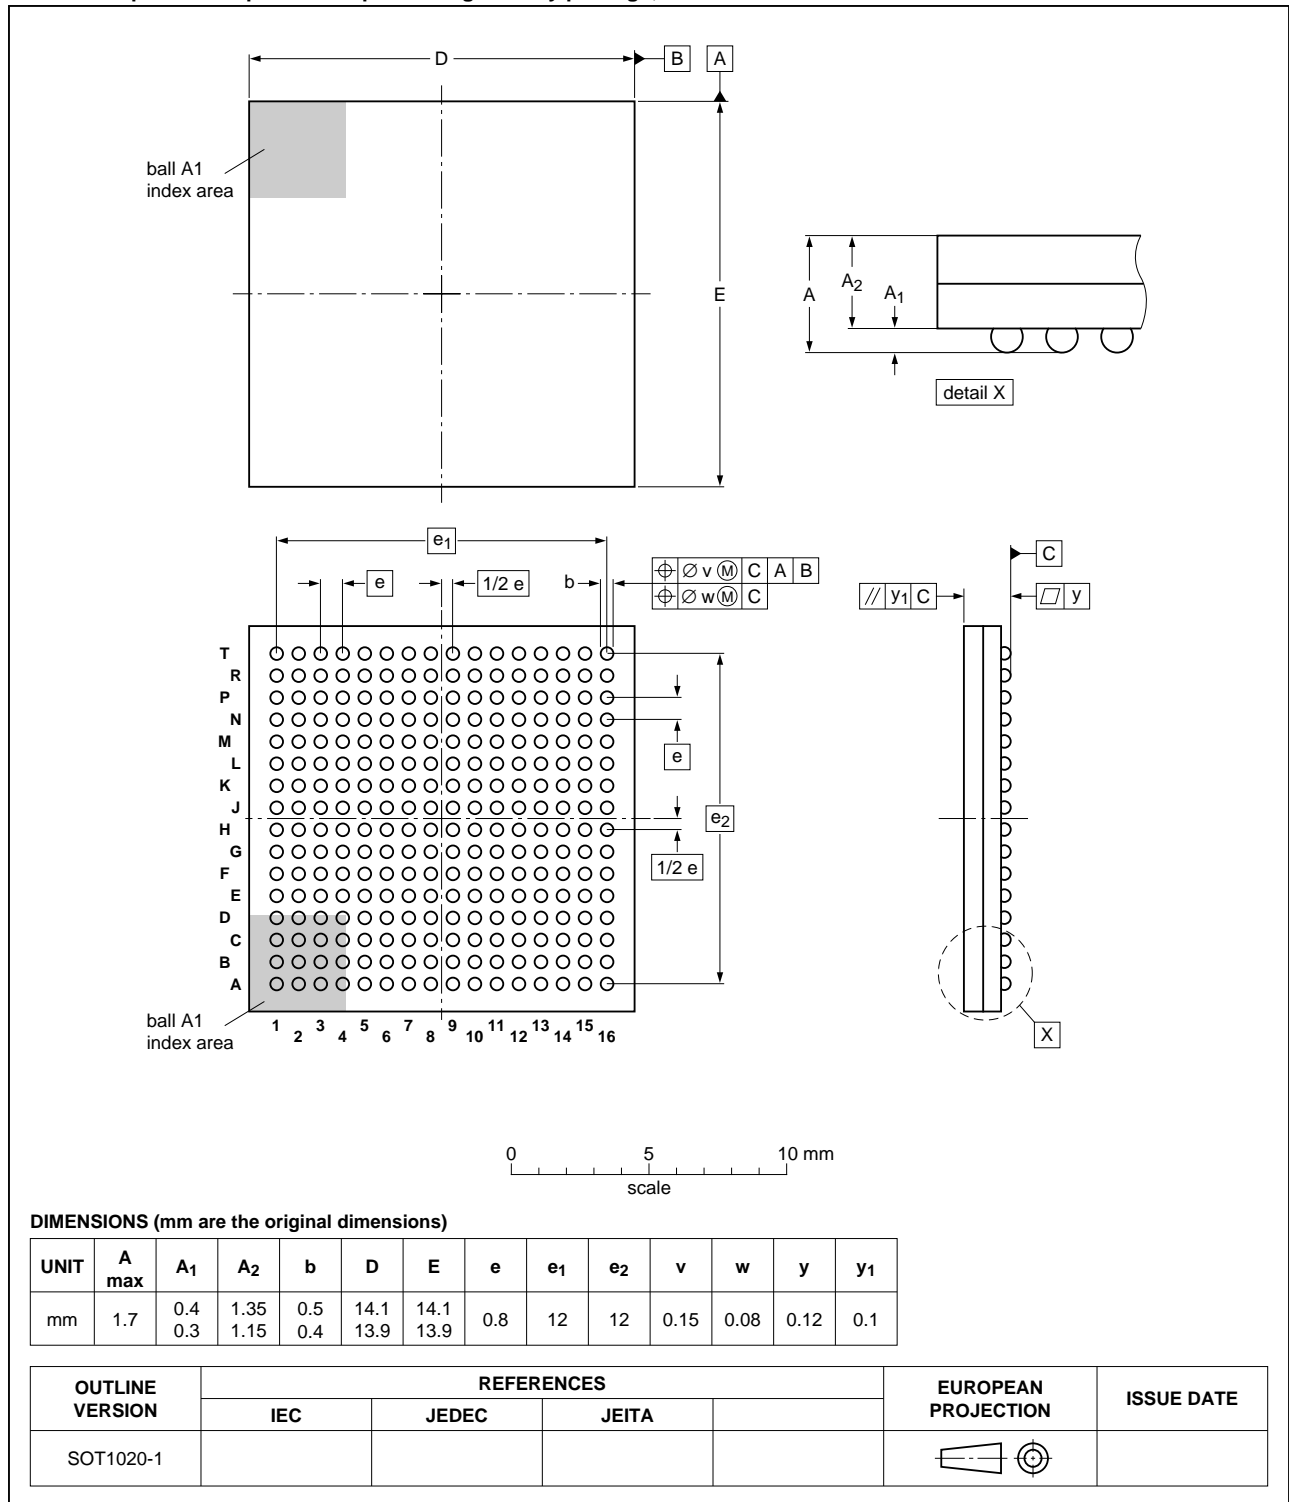 D
B
A
ball A1
index area
E
A
A2
A1
detail X
e1
e
1/2 e
b
⌖ ∅ v Ⓜ C A B
⌖ ∅ w Ⓜ C
C
// y1 C
⏥ y
T
R
P
N
M
L
K
J
H
G
F
E
D
C
B
A
e
e2
1/2 e
ball A1
index area
1 2 3 4 5 6 7 8 9 10 11 12 13 14 15 16
X
0 5 10 mm
scale
DIMENSIONS (mm are the original dimensions)
UNIT A max A1 A2 b D E e e1 e2 v w y y1
mm 1.7 0.4 0.3 1.35 1.15 0.5 0.4 14.1 13.9 14.1 13.9 0.8 12 12 0.15 0.08 0.12 0.1
OUTLINE VERSION REFERENCES EUROPEAN PROJECTION ISSUE DATE
IEC JEDEC JEITA
SOT1020-1